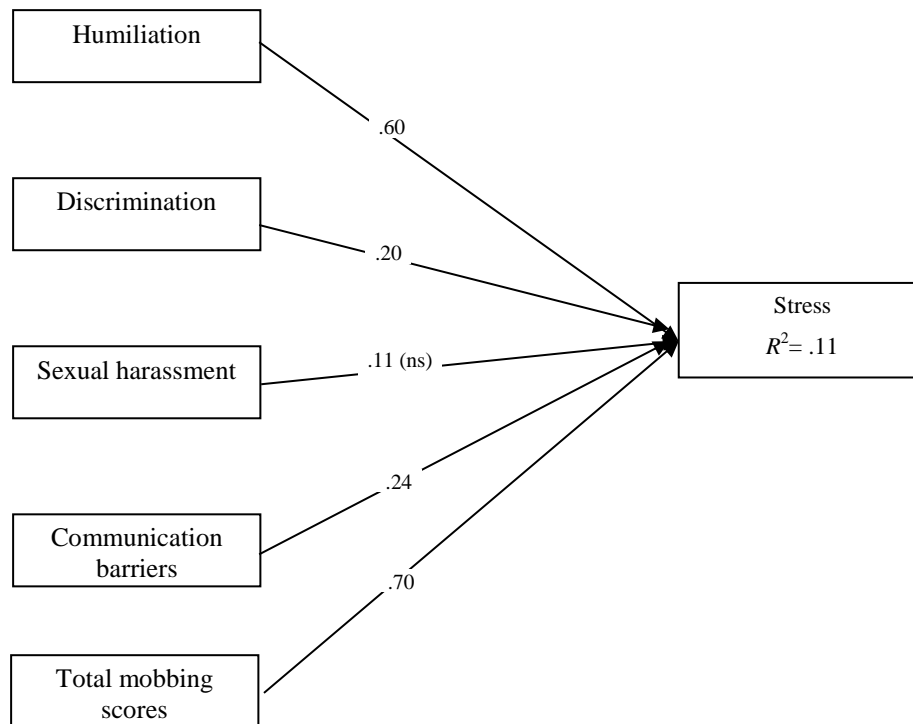 Humiliation
.60
Discrimination
.20
Stress
R²= .11
Sexual harassment
.11 (ns)
.24
Communication
barriers
.70
Total mobbing
scores